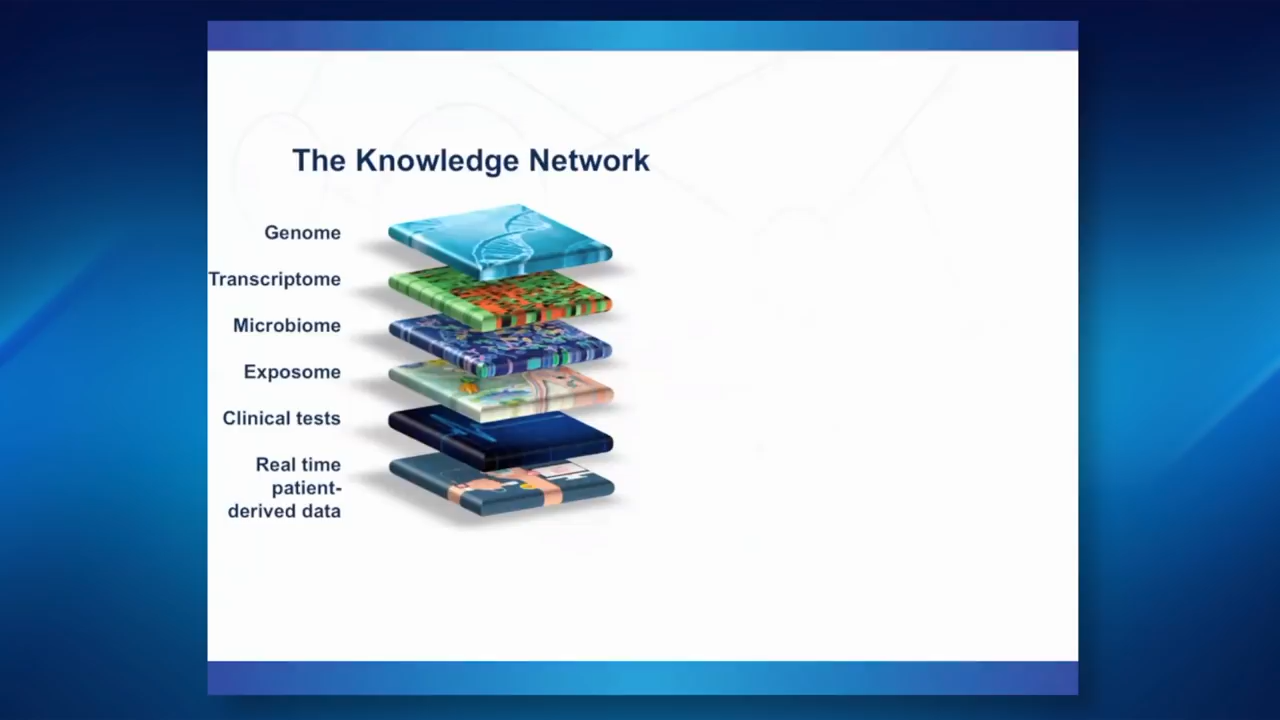 The Knowledge Network
Genome
Transcriptome
Microbiome
Exposome
Clinical tests
Real time
patient-
derived data